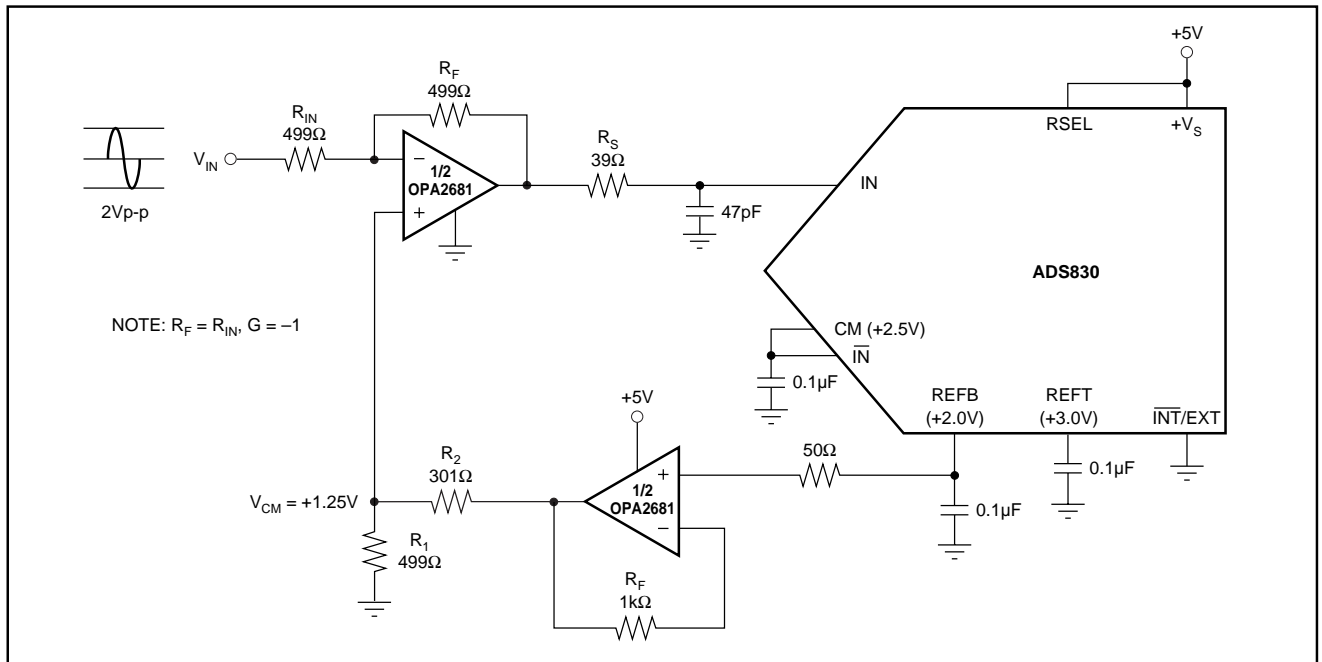 +5V
R_F
499Ω
R_IN
499Ω
R_S
39Ω
RSEL
+V_S
V_IN
−
1/2
OPA2681
+
IN
2Vp-p
47pF
ADS830
NOTE: R_F = R_IN, G = –1
CM (+2.5V)
I̅N̅
0.1µF
+5V
REFB
(+2.0V)
REFT
(+3.0V)
I̅N̅T̅/EXT
R_2
301Ω
50Ω
+
1/2
OPA2681
−
0.1µF
0.1µF
V_CM = +1.25V
R_1
499Ω
R_F
1kΩ